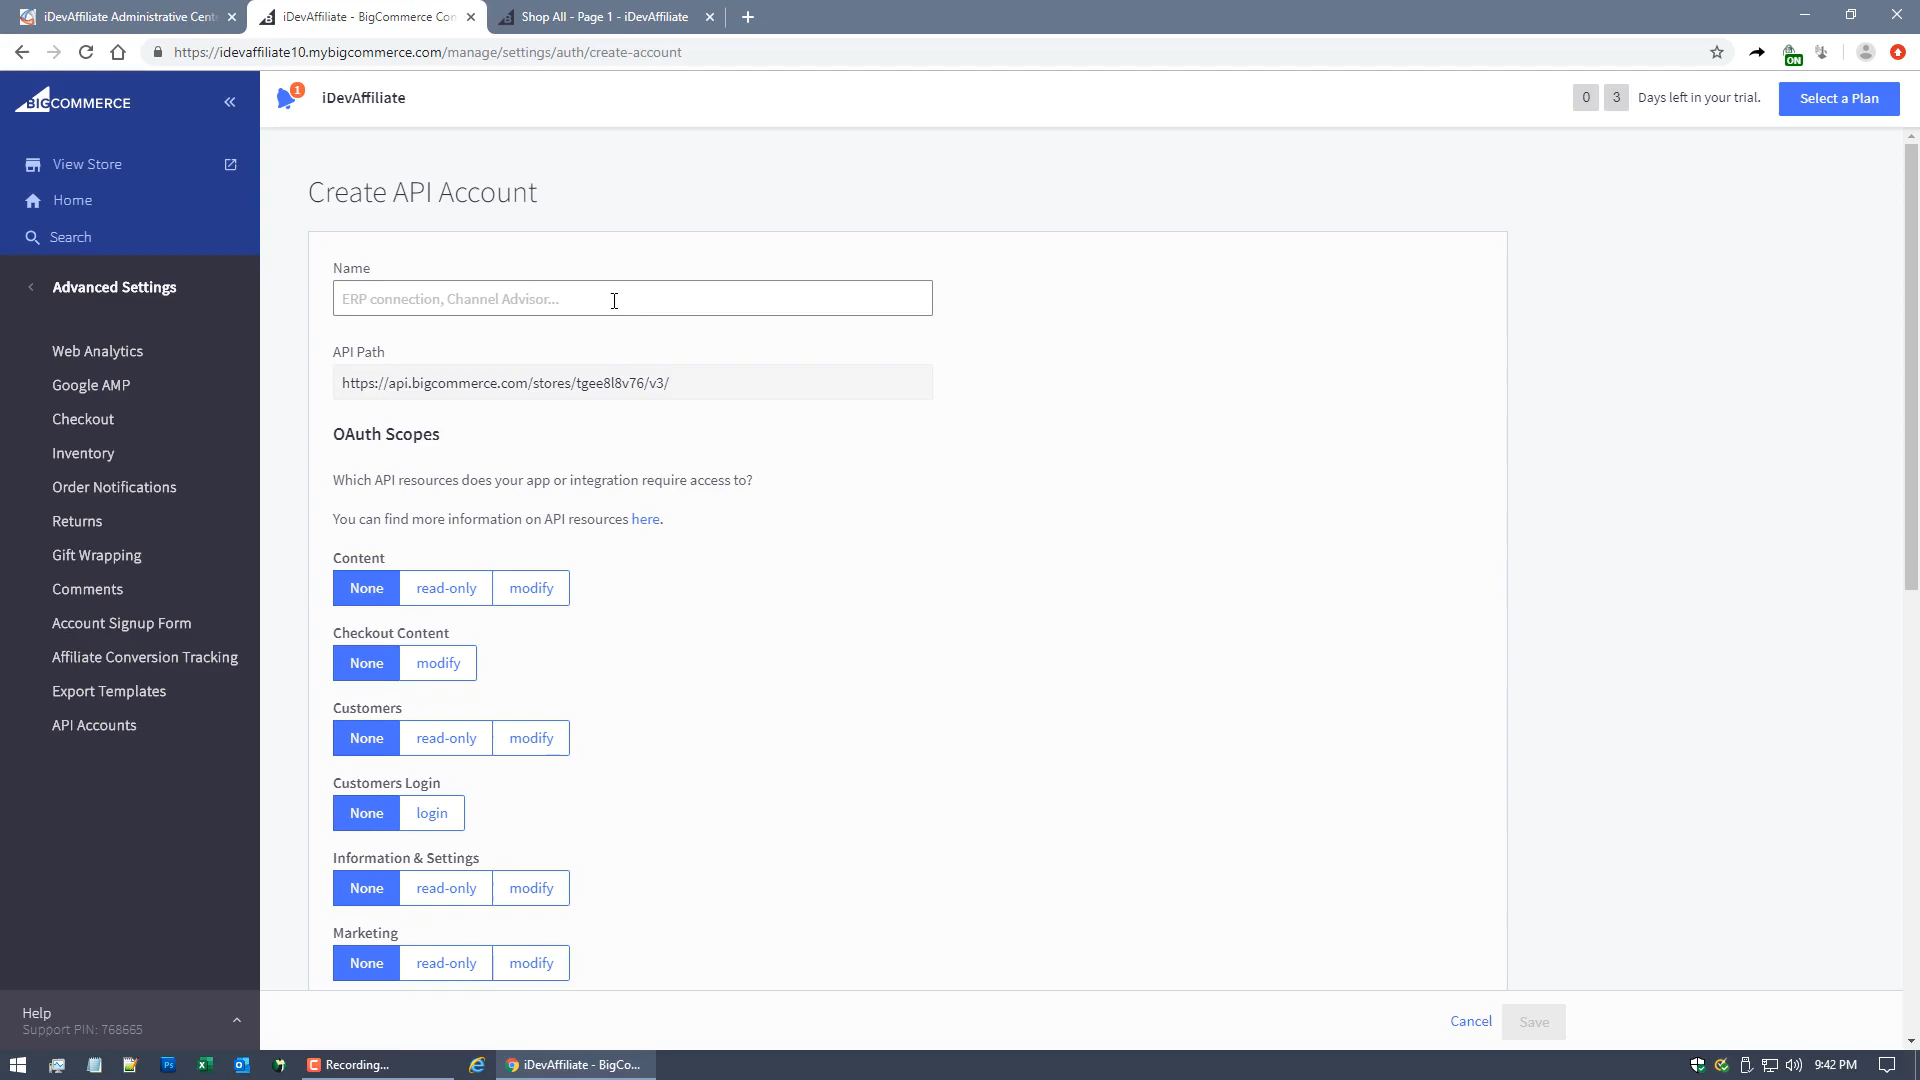 iDevAffiliate Administrative Cent
iDevAffiliate - BigCommerce Con
Shop All - Page 1 - iDevAffiliate
https://idevaffiliate10.mybigcommerce.com/manage/settings/auth/create-account
ON
BIGCOMMERCE
1
iDevAffiliate
0 3 Days left in your trial.
Select a Plan
View Store
Home
Search
Advanced Settings
Web Analytics
Google AMP
Checkout
Inventory
Order Notifications
Returns
Gift Wrapping
Comments
Account Signup Form
Affiliate Conversion Tracking
Export Templates
API Accounts
Help
Support PIN: 768665
Create API Account
Name
ERP connection, Channel Advisor...
API Path
https://api.bigcommerce.com/stores/tgee8l8v76/v3/
OAuth Scopes
Which API resources does your app or integration require access to?
You can find more information on API resources here.
Content
None read-only modify
Checkout Content
None modify
Customers
None read-only modify
Customers Login
None login
Information & Settings
None read-only modify
Marketing
None read-only modify
Cancel
Save
Recording...
iDevAffiliate - BigCo...
9:42 PM